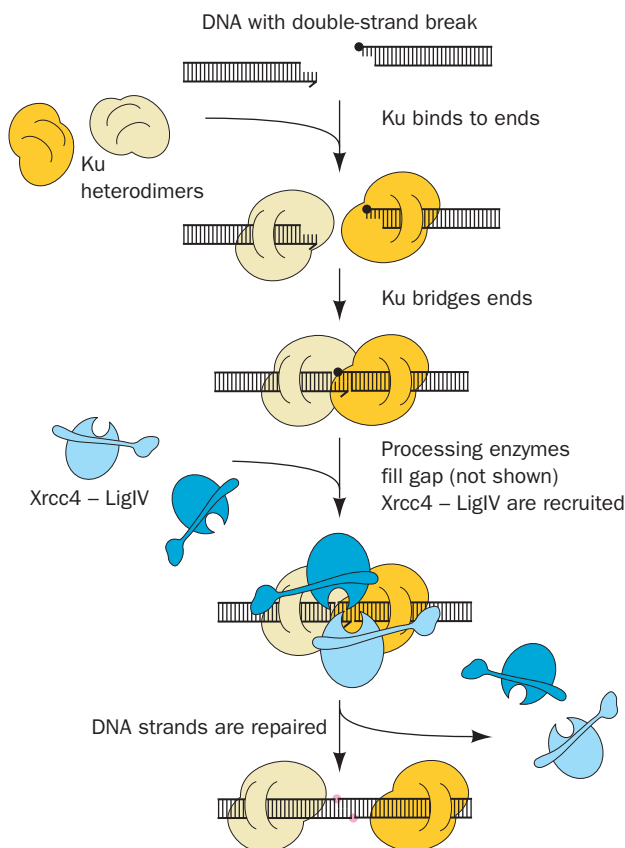 DNA with double-strand break
Ku binds to ends
Ku
heterodimers
Ku bridges ends
Processing enzymes
fill gap (not shown)
Xrcc4 – LigIV are recruited
Xrcc4 – LigIV
DNA strands are repaired